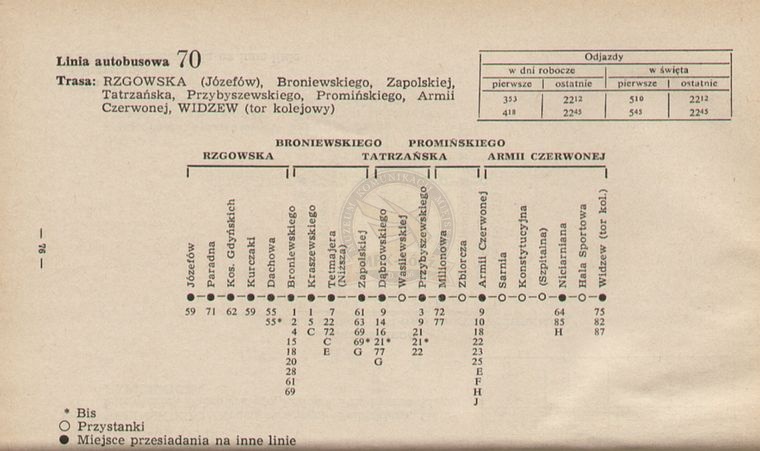 Linia autobusowa 70
Trasa: RZGOWSKA (Józefów), Broniewskiego, Zapolskiej,
Tatrzańska, Przybyszewskiego, Promińskiego, Armii
Czerwonej, WIDZEW (tor kolejowy)
Odjazdy
w dni robocze w święta
pierwsze ostatnie pierwsze ostatnie
3⁵³ 22¹² 5¹⁰ 22¹²
4¹⁸ 22⁴⁵ 5⁴⁵ 22⁴⁵
BRONIEWSKIEGO PROMIŃSKIEGO
RZGOWSKA TATRZAŃSKA ARMII CZERWONEJ
Józefów
Paradna
Kos. Gdyńskich
Kurczaki
Dachowa
Broniewskiego
Kraszewskiego
Tetmajera
(Niższa)
Zapolskiej
Dąbrowskiego
Wasilewskiej
Przybyszewskiego
Milionowa
Zbiorcza
Armii Czerwonej
Sarnia
Konstytucyjna
(Szpitalna)
Niciarniana
Hala Sportowa
Widzew (tor kol.)
59 71 62 59 55 1 1 7 61 9 3 72 9 64 75
55* 2 5 22 63 14 9 77 10 85 82
4 C 72 69 16 21 18 H 87
15 C 69* 21* 21* 22
18 E G 77 22 23
20 G 25
28 E
61 F
69 H
J
* Bis
Przystanki
Miejsce przesiadania na inne linie
— 76 —